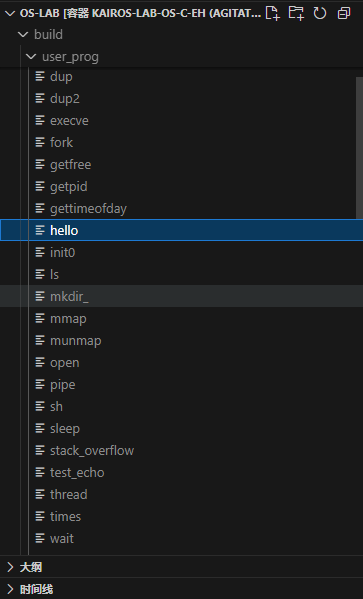 OS-LAB [容器 KAIROS-LAB-OS-C-EH (AGITAT...
build
user_prog
dup
dup2
execve
fork
getfree
getpid
gettimeofday
hello
init0
ls
mkdir_
mmap
munmap
open
pipe
sh
sleep
stack_overflow
test_echo
thread
times
wait
大纲
时间线